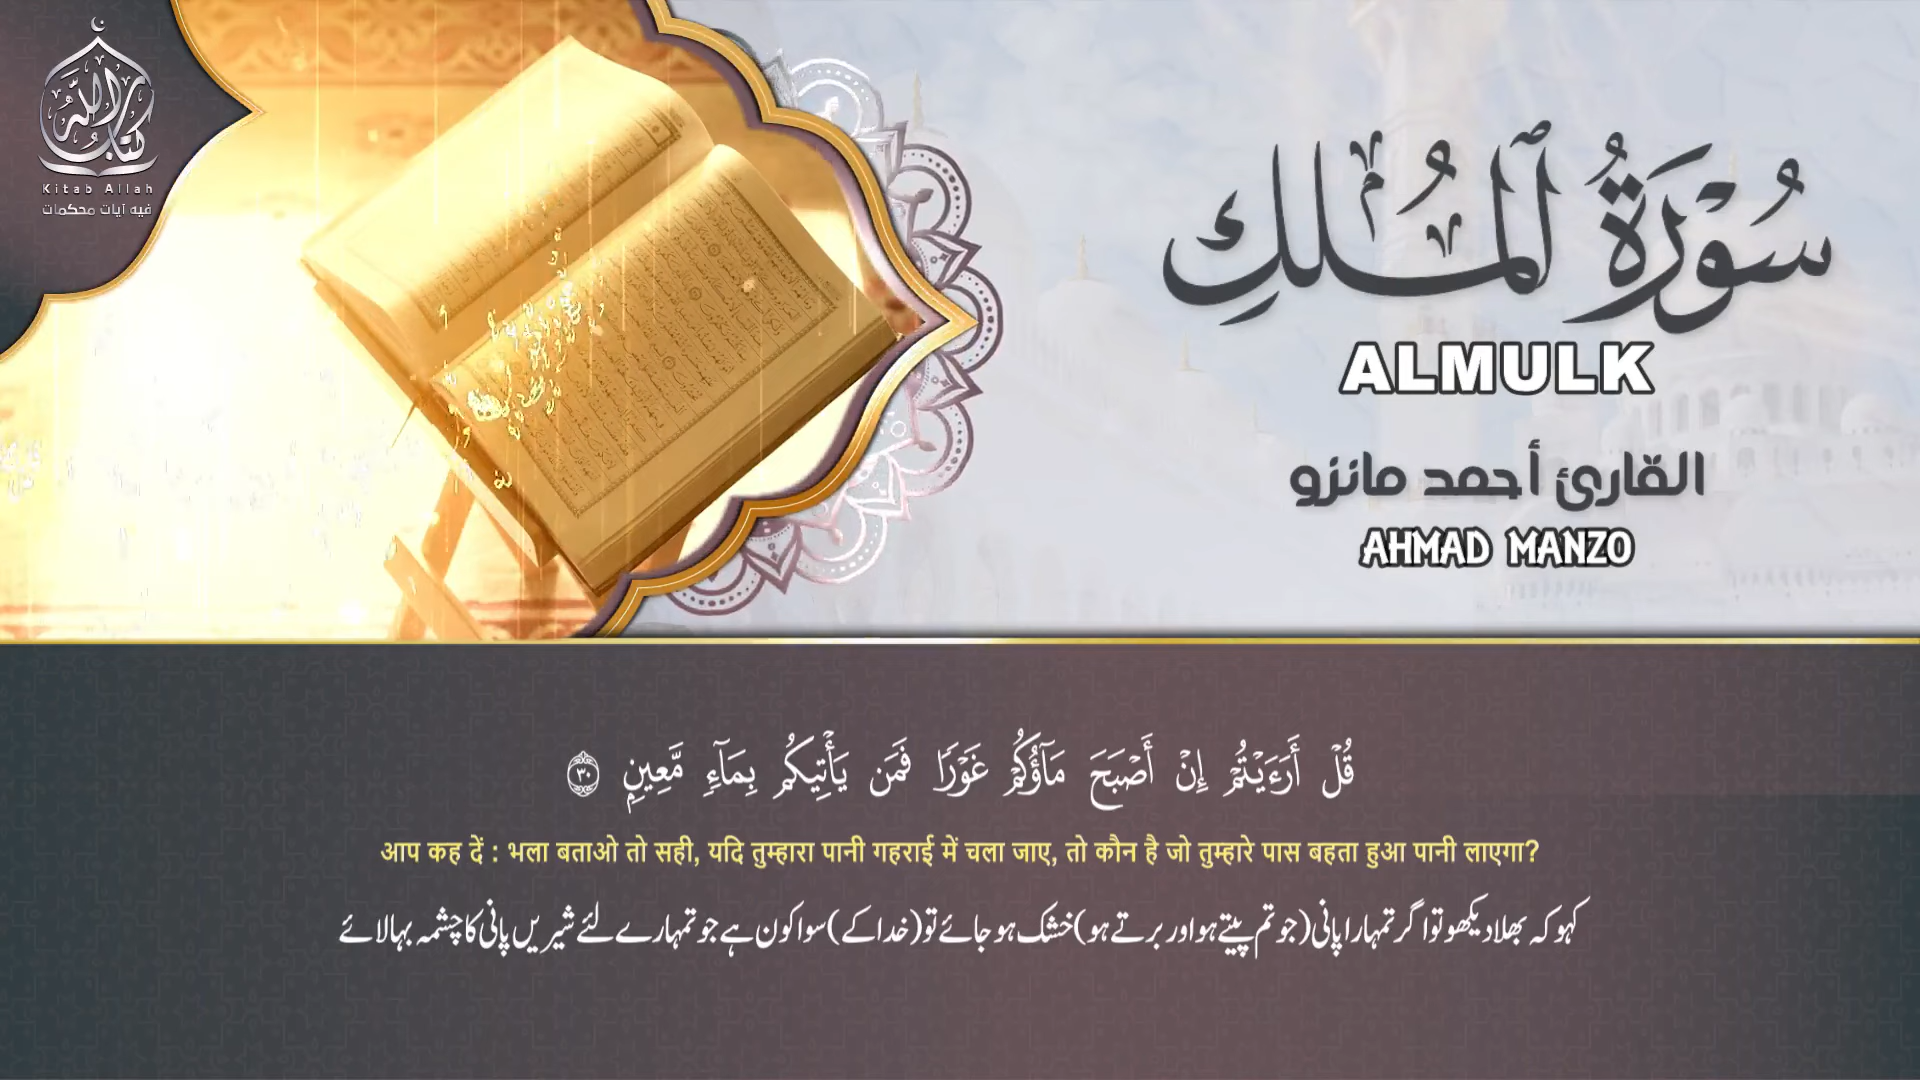 كتاب الله
Kitab Allah
فيه آيات محكمات
سُورَةُ ٱلْمُلْكِ
ALMULK
القارئ أحمد مانزو
AHMAD MANZO
قُلْ أَرَءَيْتُمْ إِنْ أَصْبَحَ مَآؤُكُمْ غَوْرًا فَمَن يَأْتِيكُم بِمَآءٍ مَّعِينٍۭ ٣٠
आप कह दें : भला बताओ तो सही, यदि तुम्हारा पानी गहराई में चला जाए, तो कौन है जो तुम्हारे पास बहता हुआ पानी लाएगा?
کہو کہ بھلا دیکھو تو اگر تمہارا پانی (جو تم پیتے ہو اور برتے ہو) خشک ہو جائے تو (خدا کے) سوا کون ہے جو تمہارے لئے شیریں پانی کا چشمہ بہا لائے